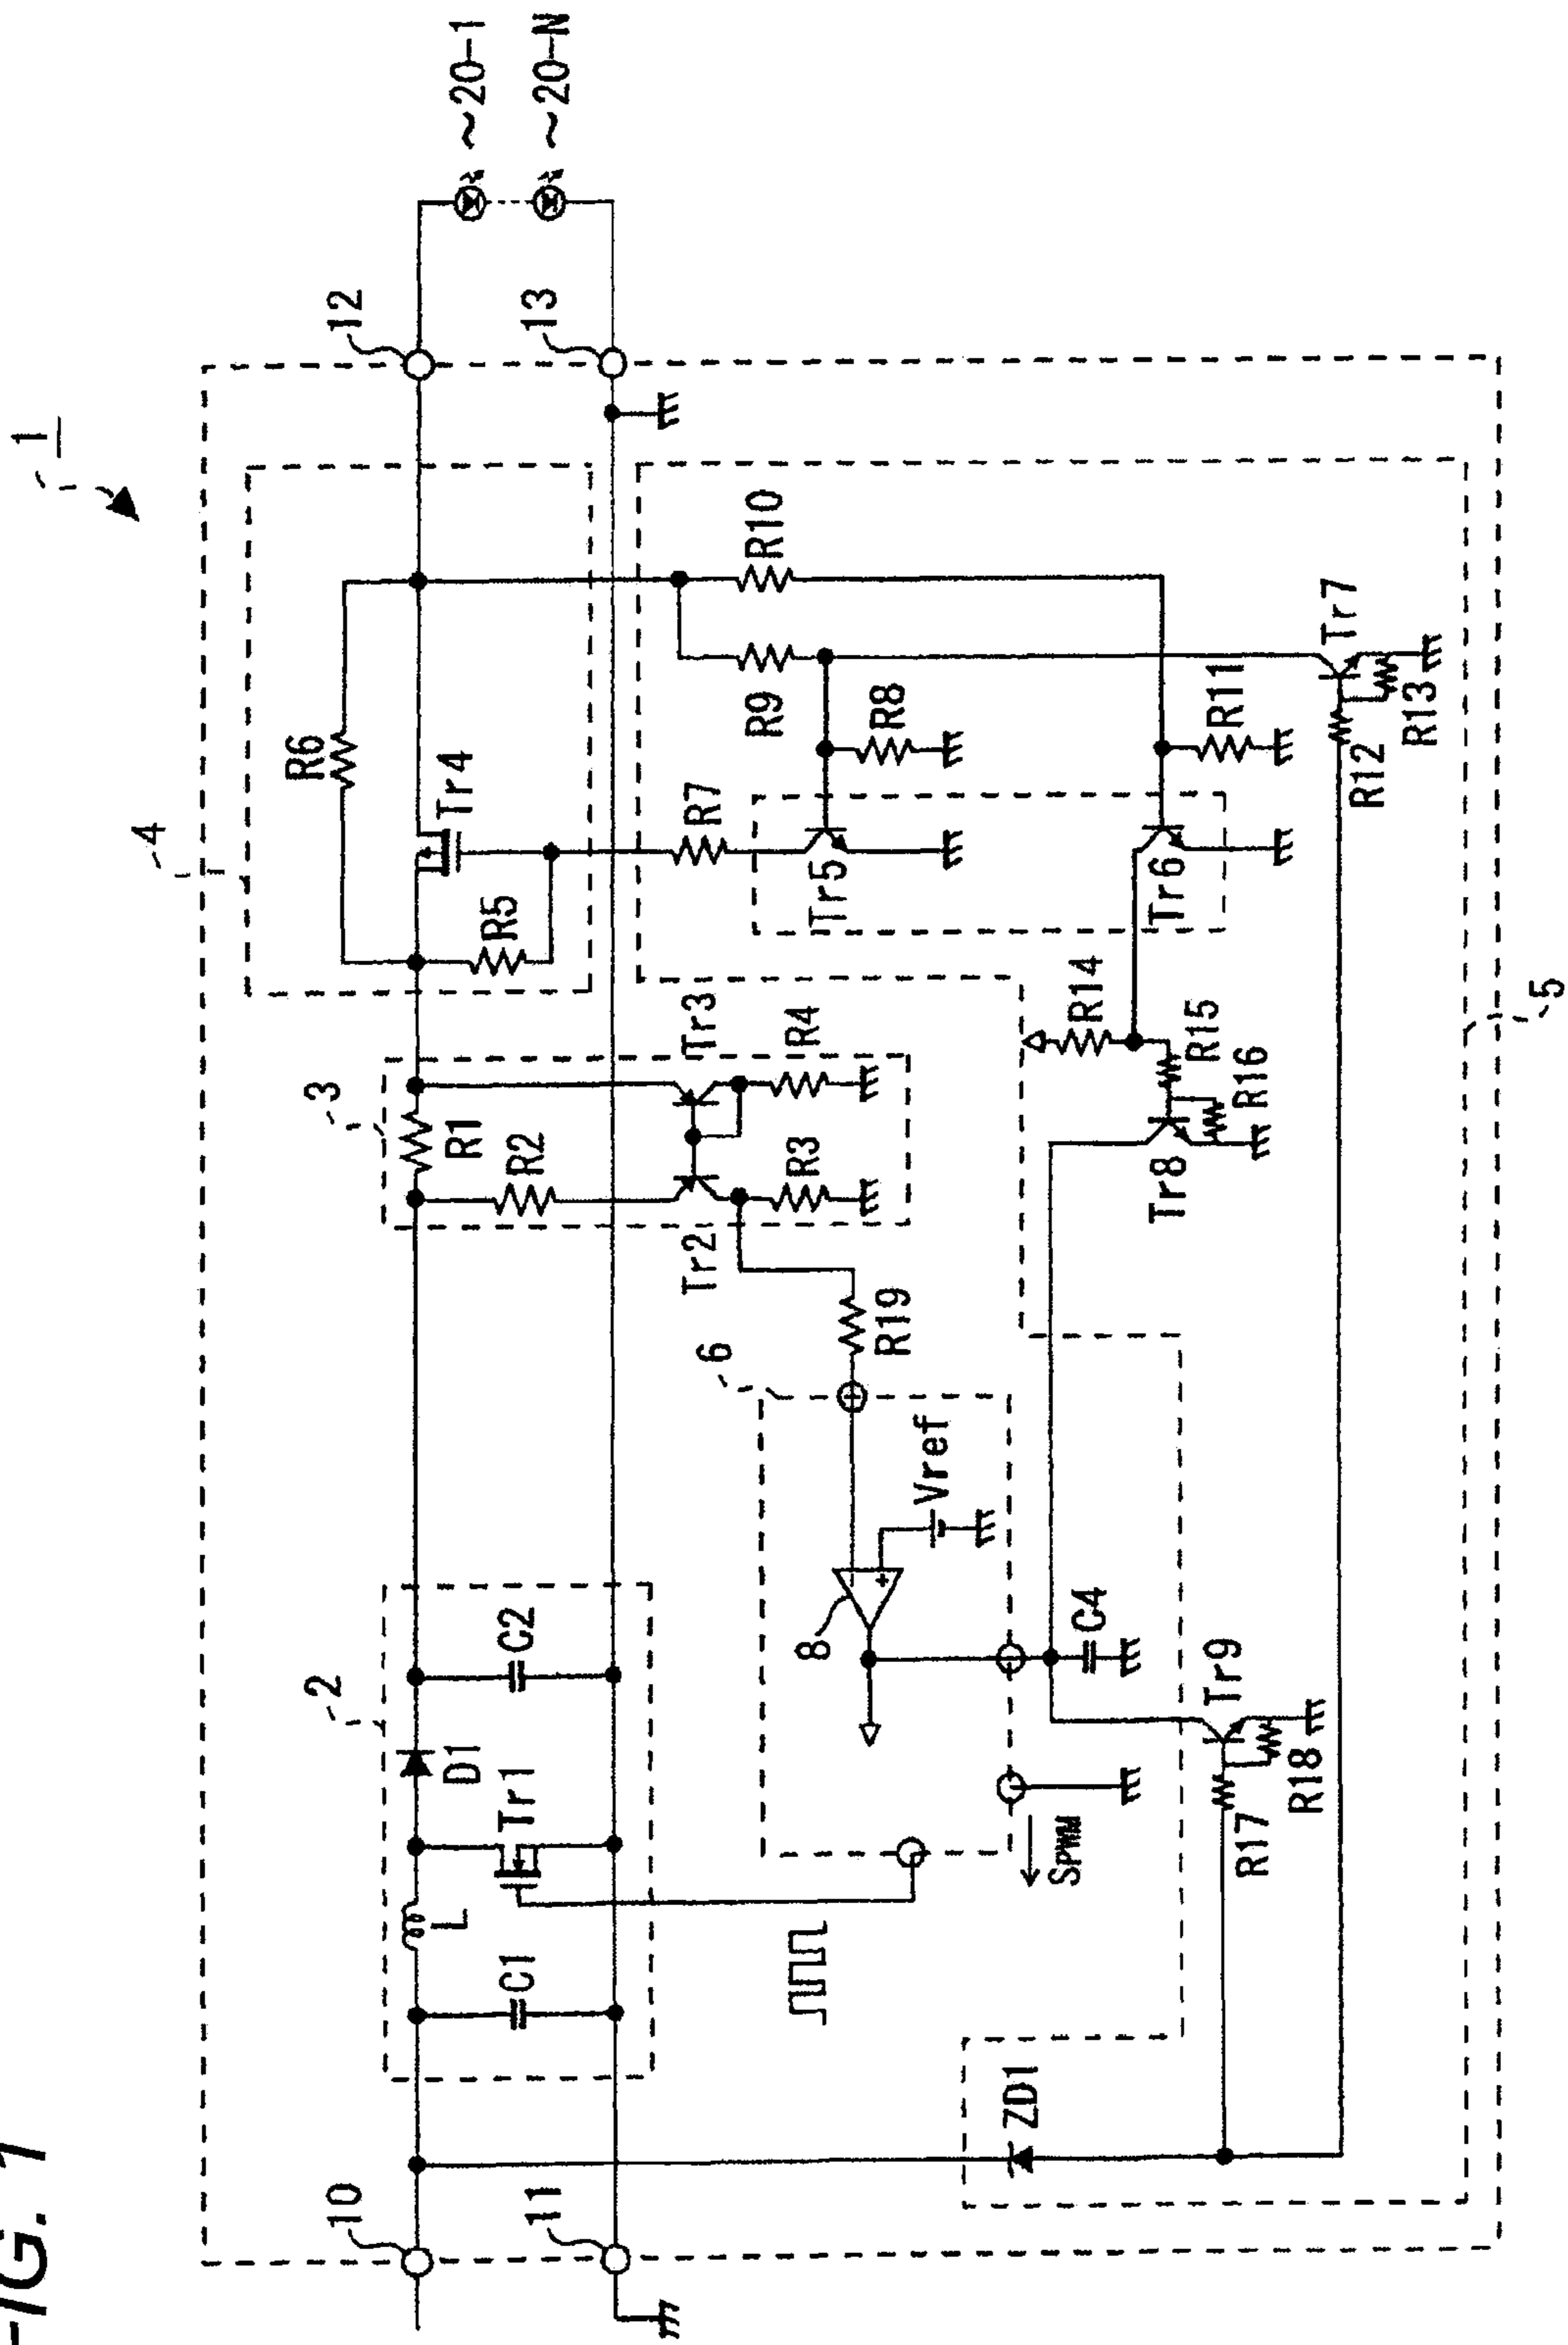 FIG. 1
1
10
11
12
13
~20-1
~20-N
2
C1
L
Tr1
D1
C2
3
R1
R2
Tr2
Tr3
R3
R4
4
R6
Tr4
R5
R7
R9
R10
R8
Tr5
Tr6
R11
Tr7
R12
R13
R14
R15
R16
Tr8
R19
6
8
Vref
-
+
C4
SPWM
Tr9
R17
R18
ZD1
5